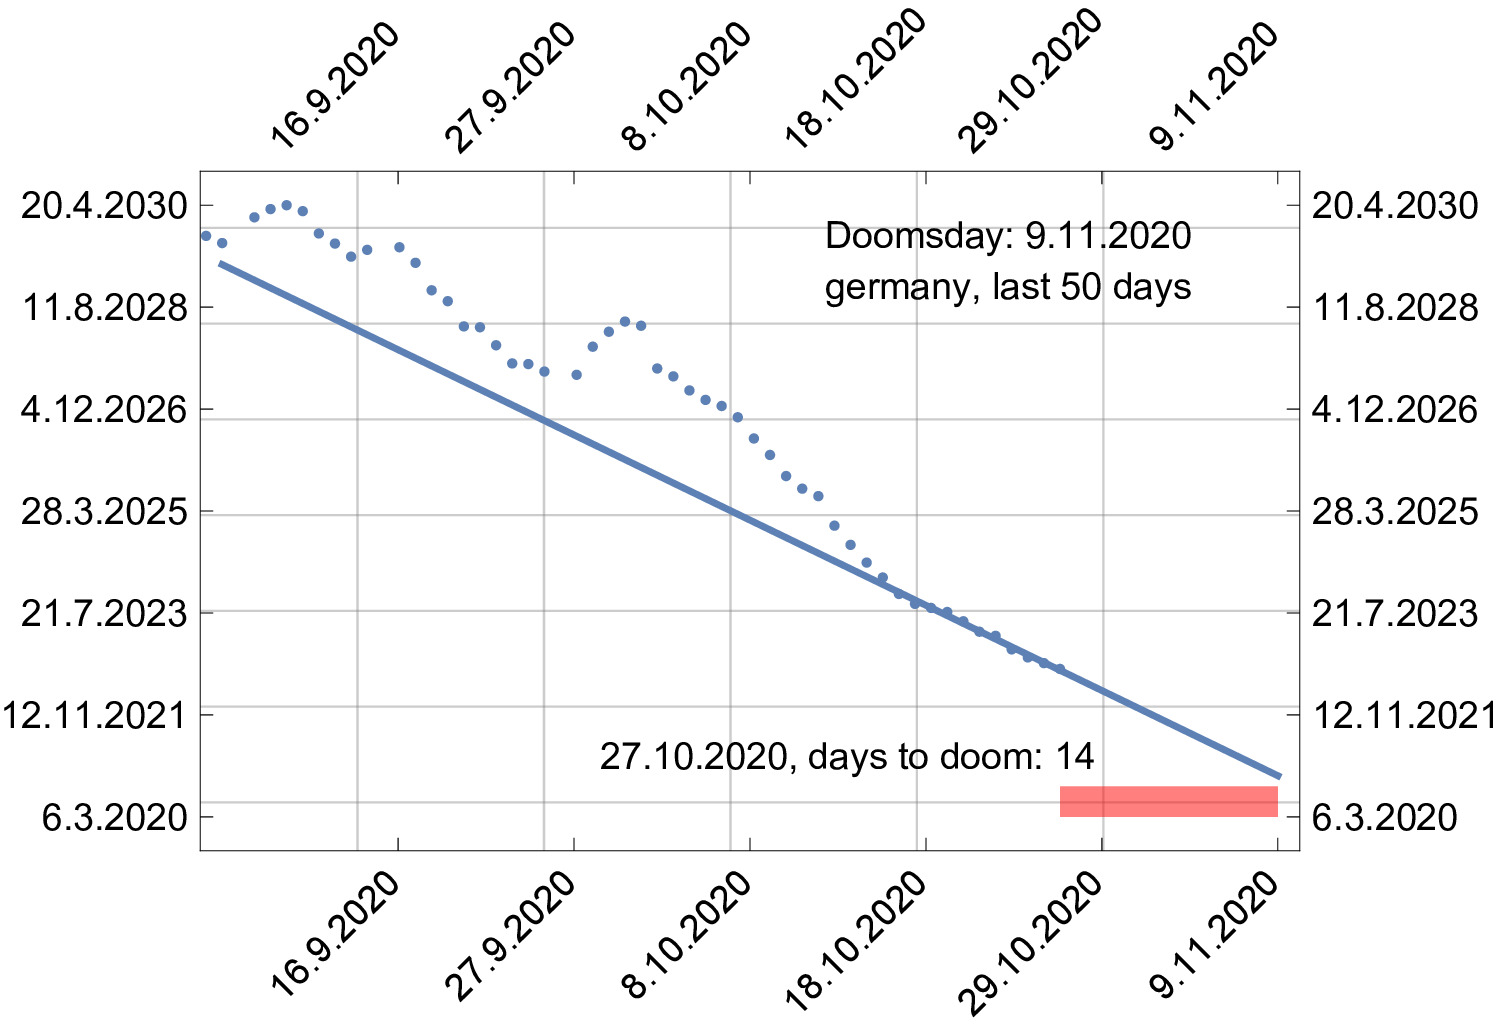 16.9.2020 27.9.2020 8.10.2020 18.10.2020 29.10.2020 9.11.2020
20.4.2030 20.4.2030
Doomsday: 9.11.2020
germany, last 50 days
11.8.2028 11.8.2028
4.12.2026 4.12.2026
28.3.2025 28.3.2025
21.7.2023 21.7.2023
12.11.2021 12.11.2021
27.10.2020, days to doom: 14
6.3.2020 6.3.2020
16.9.2020 27.9.2020 8.10.2020 18.10.2020 29.10.2020 9.11.2020